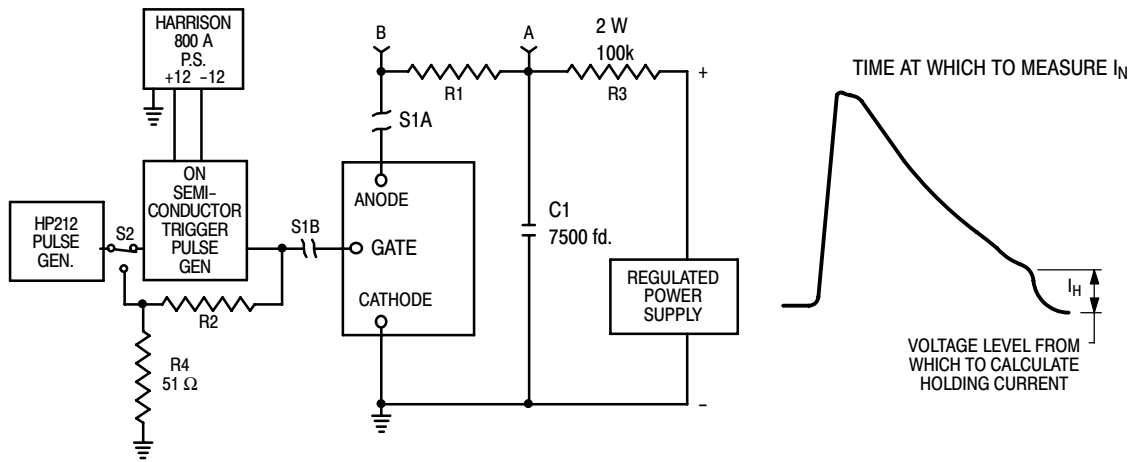 HARRISON
800 A
P.S.
+12 −12
ON
SEMI-
CONDUCTOR
TRIGGER
PULSE
GEN
HP212
PULSE
GEN.
S2
S1B
R2
R4
51 Ω
B
A
R1
2 W
100k
R3
+
S1A
ANODE
GATE
CATHODE
C1
7500 fd.
REGULATED
POWER
SUPPLY
−
TIME AT WHICH TO MEASURE IN
IH
VOLTAGE LEVEL FROM
WHICH TO CALCULATE
HOLDING CURRENT